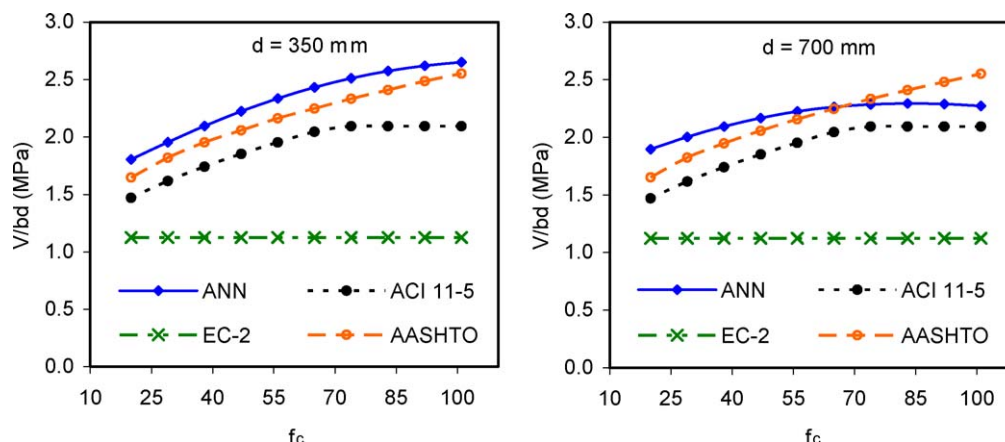 d = 350 mm
V/bd (MPa)
3.0
2.5
2.0
1.5
1.0
0.5
0.0
ANN
ACI 11-5
EC-2
AASHTO
10 25 40 55 70 85 100
fc
d = 700 mm
V/bd (MPa)
3.0
2.5
2.0
1.5
1.0
0.5
0.0
ANN
ACI 11-5
EC-2
AASHTO
10 25 40 55 70 85 100
fc